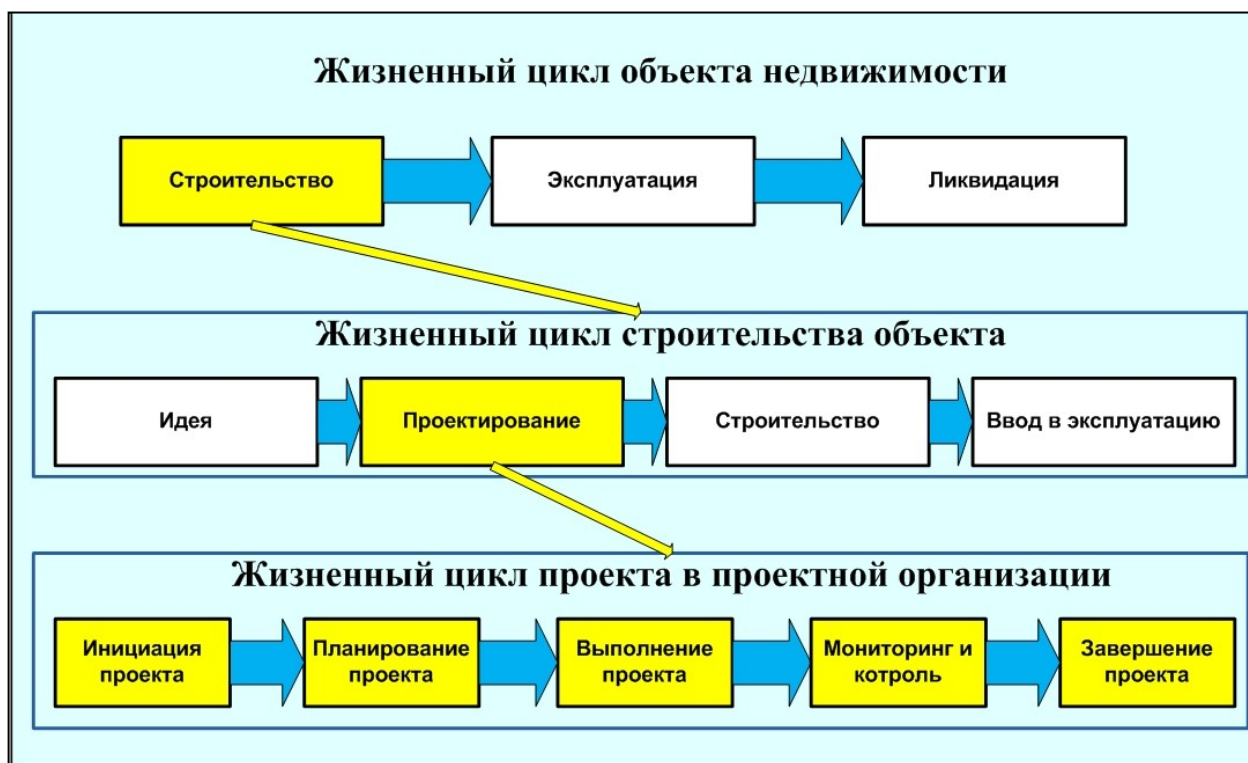 Жизненный цикл объекта недвижимости
Строительство
Эксплуатация
Ликвидация
Жизненный цикл строительства объекта
Идея
Проектирование
Строительство
Ввод в эксплуатацию
Жизненный цикл проекта в проектной организации
Инициация
проекта
Планирование
проекта
Выполнение
проекта
Мониторинг и
котроль
Завершение
проекта